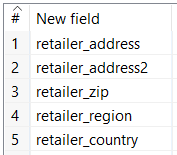 # New field
1 retailer_address
2 retailer_address2
3 retailer_zip
4 retailer_region
5 retailer_country